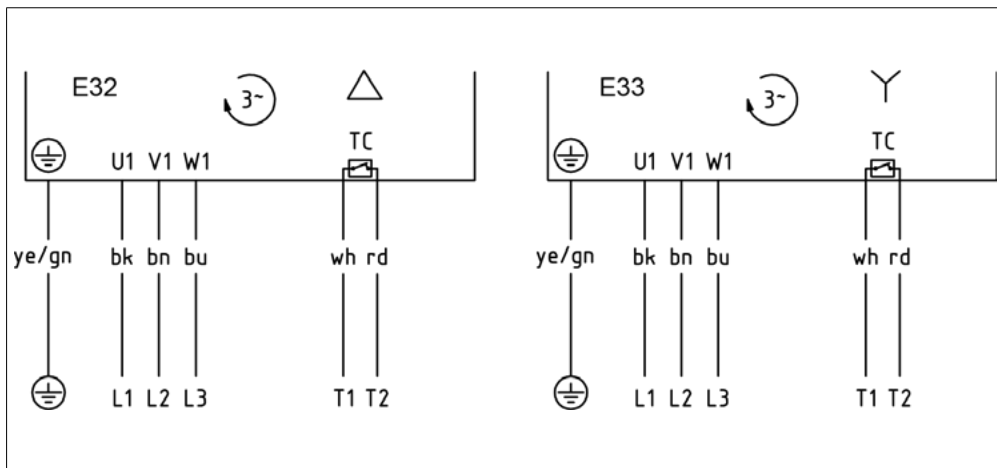 E32 3~ TC
U1 V1 W1
ye/gn bk bn bu wh rd
L1 L2 L3 T1 T2
E33 3~ TC
U1 V1 W1
ye/gn bk bn bu wh rd
L1 L2 L3 T1 T2